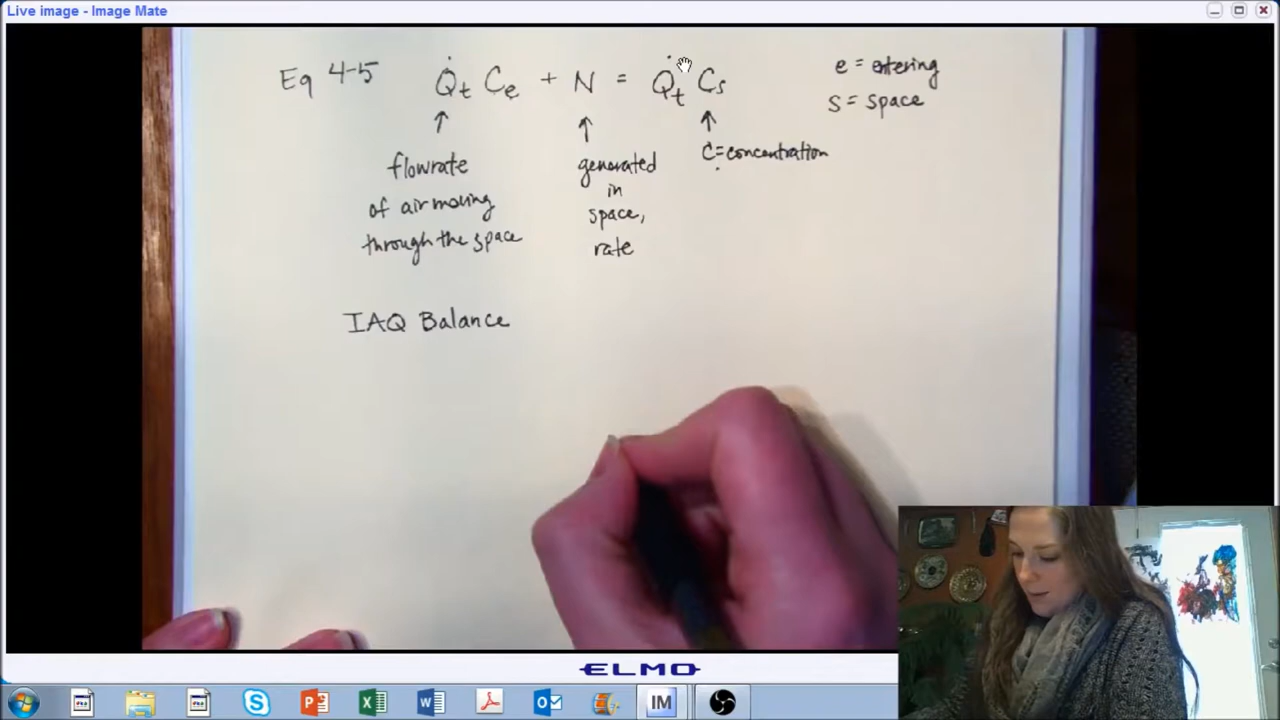 Live image - Image Mate
Eq 4-5 Q̇t Ce + N = Q̇t Cs
e = entering
s = space
flowrate
of air moving
through the space
generated
in
space,
rate
C = concentration
IAQ Balance
ELMO
IM